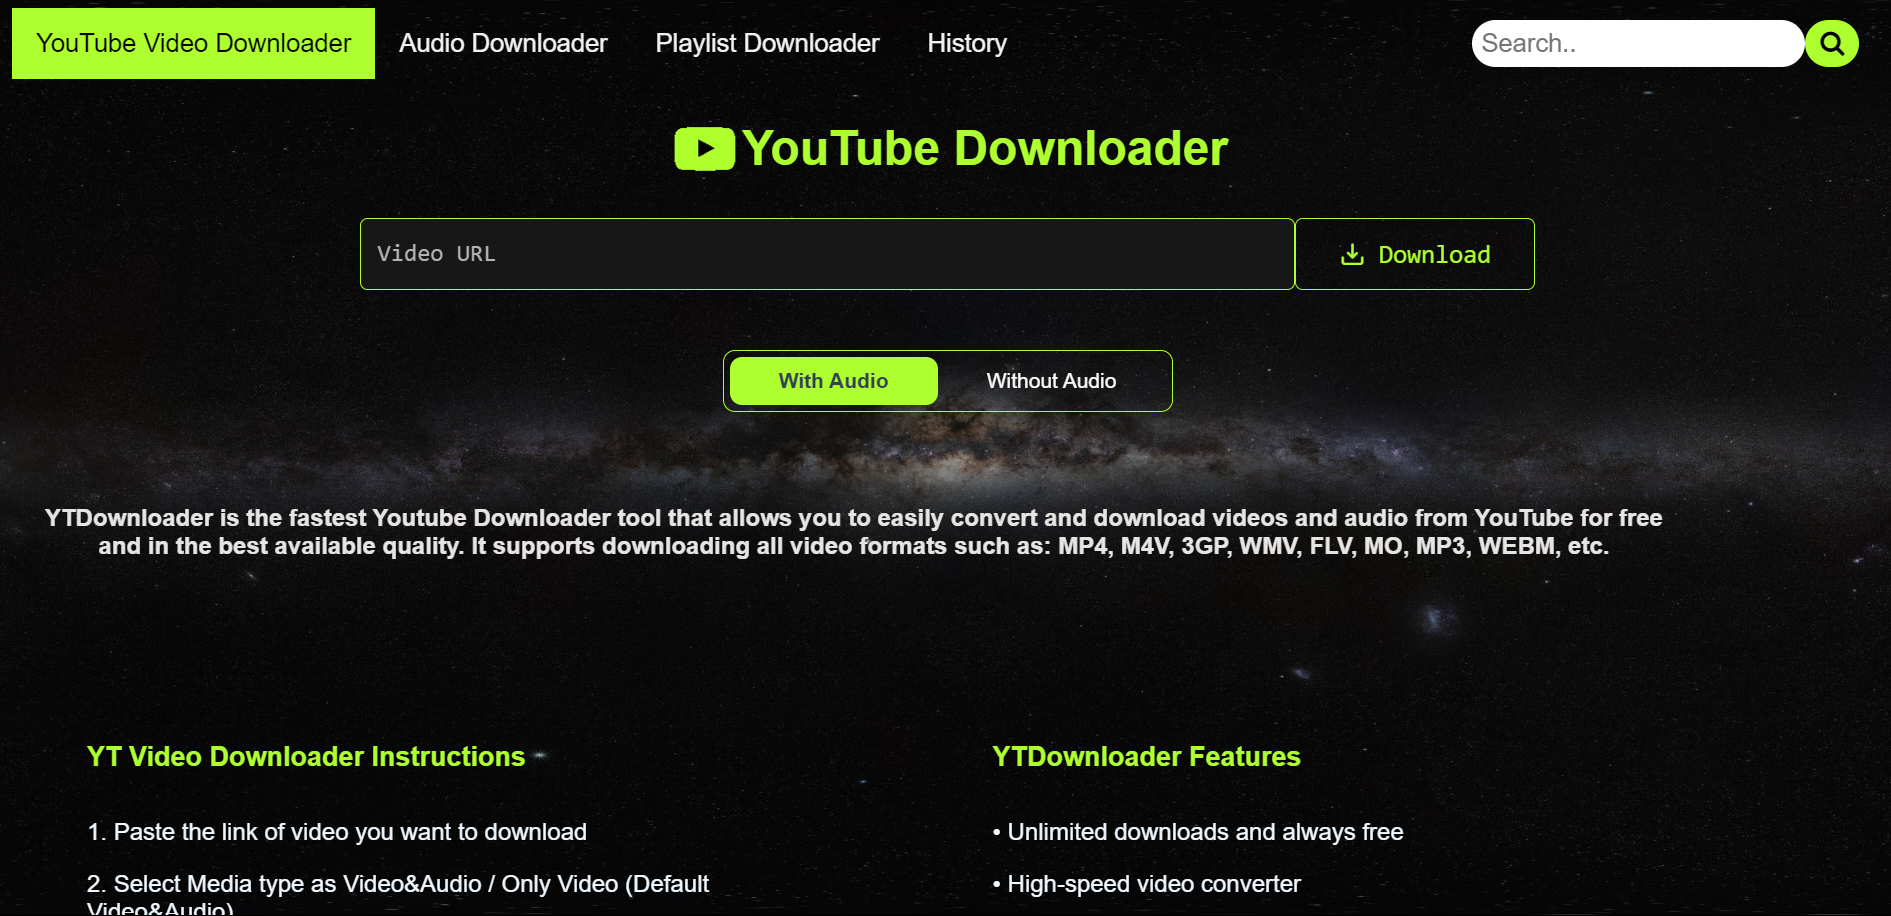 YouTube Video Downloader
Audio Downloader
Playlist Downloader
History
Search..
YouTube Downloader
Video URL
Download
With Audio
Without Audio
YTDownloader is the fastest Youtube Downloader tool that allows you to easily convert and download videos and audio from YouTube for free
and in the best available quality. It supports downloading all video formats such as: MP4, M4V, 3GP, WMV, FLV, MO, MP3, WEBM, etc.
YT Video Downloader Instructions
1. Paste the link of video you want to download
2. Select Media type as Video&Audio / Only Video (Default
Video&Audio)
YTDownloader Features
• Unlimited downloads and always free
• High-speed video converter